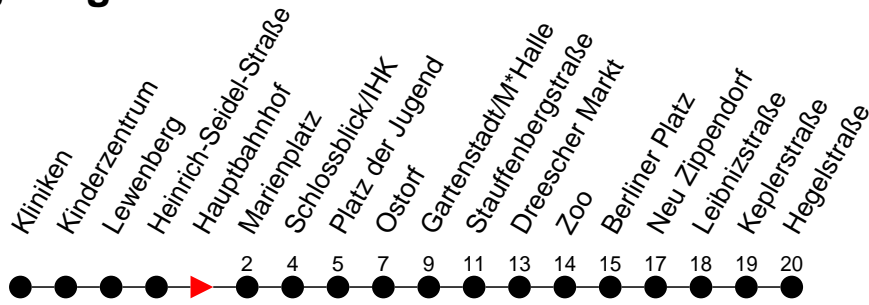 Kliniken
Kinderzentrum
Lewenberg
Heinrich-Seidel-Straße
Hauptbahnhof
Marienplatz
Schlossblick/IHK
Platz der Jugend
Ostorf
Gartenstadt/M*Halle
Stauffenbergstraße
Dreescher Markt
Zoo
Berliner Platz
Neu Zippendorf
Leibnizstraße
Keplerstraße
Hegelstraße
2 4 5 7 9 11 13 14 15 17 18 19 20